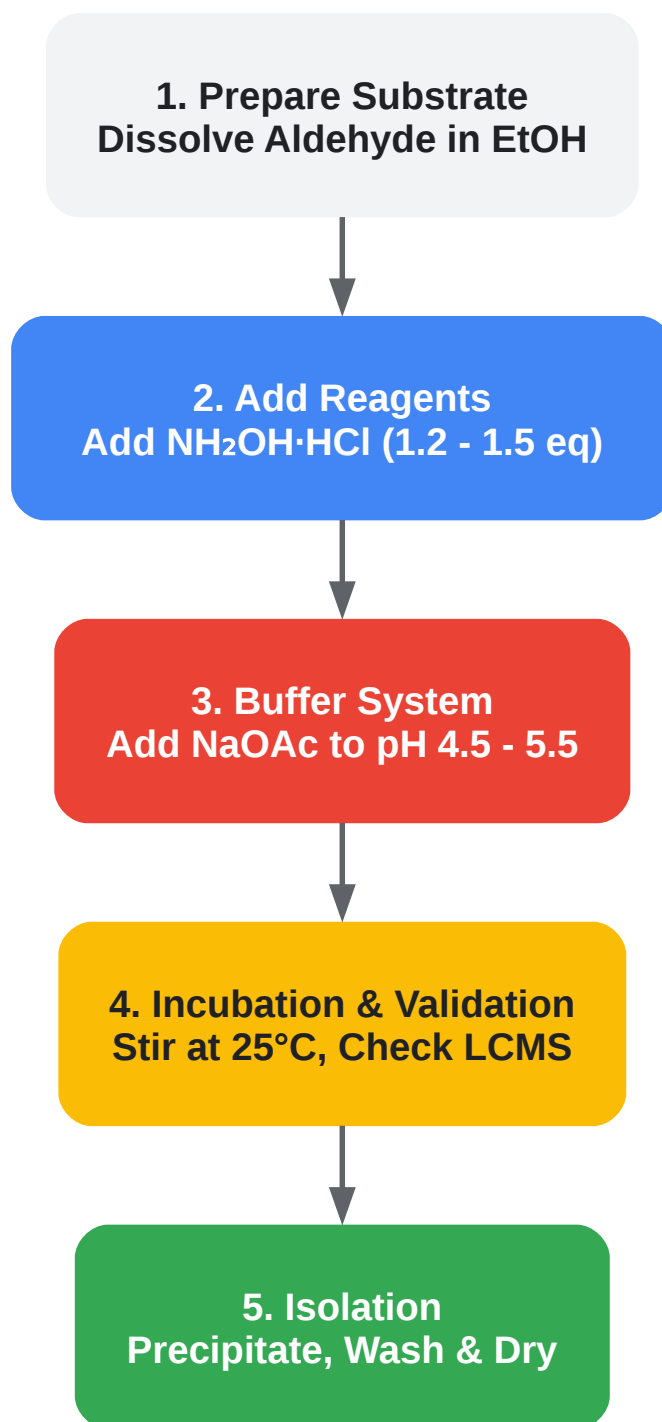 1. Prepare Substrate
Dissolve Aldehyde in EtOH
2. Add Reagents
Add NH₂OH·HCl (1.2 - 1.5 eq)
3. Buffer System
Add NaOAc to pH 4.5 - 5.5
4. Incubation & Validation
Stir at 25°C, Check LCMS
5. Isolation
Precipitate, Wash & Dry